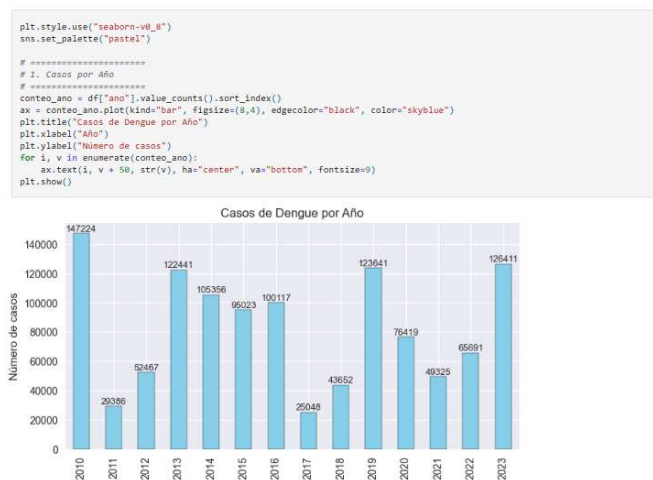 plt.style.use("seaborn-v0_8")
sns.set_palette("pastel")
# ======================
# 1. Casos por Año
# ======================
conteo_ano = df["ano"].value_counts().sort_index()
ax = conteo_ano.plot(kind="bar", figsize=(8,4), edgecolor="black", color="skyblue")
plt.title("Casos de Dengue por Año")
plt.xlabel("Año")
plt.ylabel("Número de casos")
for i, v in enumerate(conteo_ano):
    ax.text(i, v + 50, str(v), ha="center", va="bottom", fontsize=9)
plt.show()
Casos de Dengue por Año
Número de casos
140000
120000
100000
80000
60000
40000
20000
0
147224
29386
52467
122441
105356
95023
100117
25048
43652
123641
76419
49325
65691
126411
2010
2011
2012
2013
2014
2015
2016
2017
2018
2019
2020
2021
2022
2023